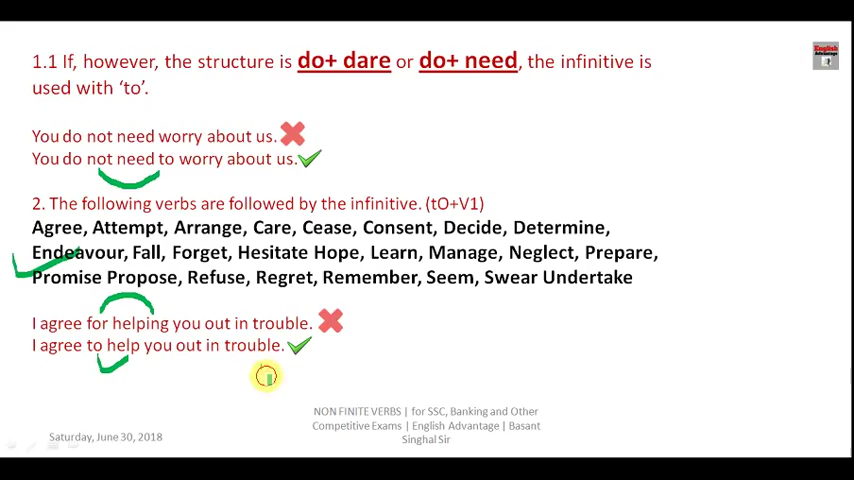 1.1 If, however, the structure is do+ dare or do+ need, the infinitive is
used with ‘to’.
You do not need worry about us.
You do not need to worry about us.
2. The following verbs are followed by the infinitive. (tO+V1)
Agree, Attempt, Arrange, Care, Cease, Consent, Decide, Determine,
Endeavour, Fall, Forget, Hesitate Hope, Learn, Manage, Neglect, Prepare,
Promise Propose, Refuse, Regret, Remember, Seem, Swear Undertake
I agree for helping you out in trouble.
I agree to help you out in trouble.
Saturday, June 30, 2018
NON FINITE VERBS | for SSC, Banking and Other
Competitive Exams | English Advantage | Basant
Singhal Sir
English
Advantage